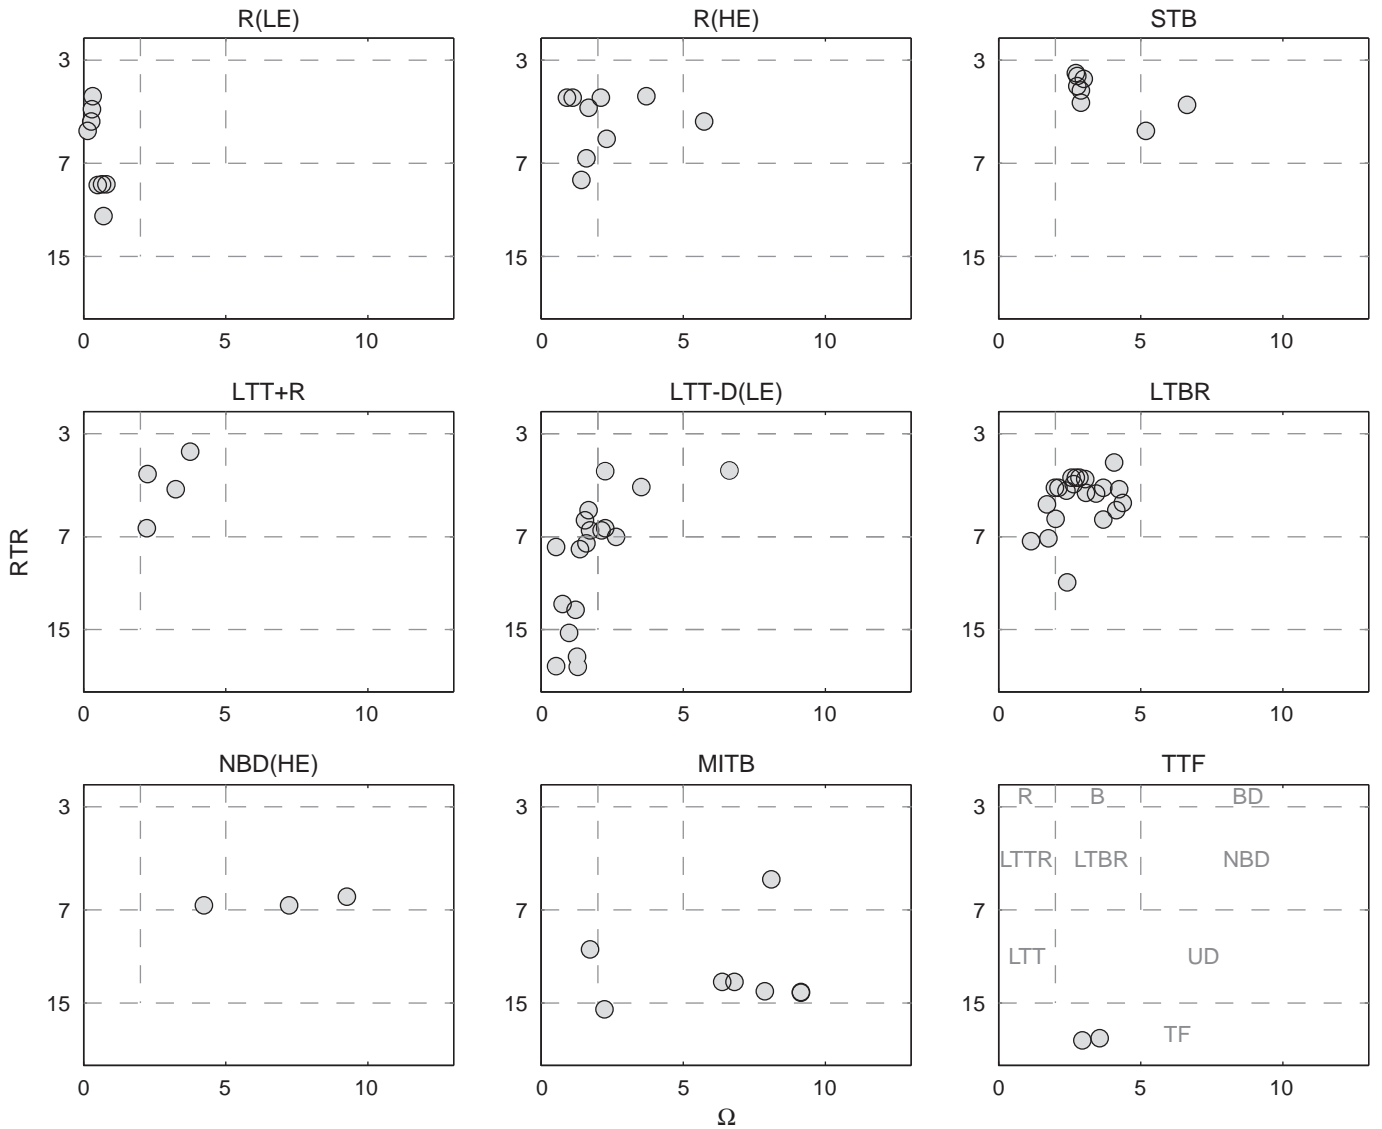 R(LE) R(HE) STB
3 3 3
7 7 7
15 15 15
0 5 10 0 5 10 0 5 10
LTT+R LTT-D(LE) LTBR
3 3 3
7 7 7
15 15 15
0 5 10 0 5 10 0 5 10
RTR
NBD(HE) MITB TTF
3 3 3 R B BD
LTTR LTBR NBD
7 7 7
LTT UD
15 15 15
TF
0 5 10 0 5 10 0 5 10
Ω